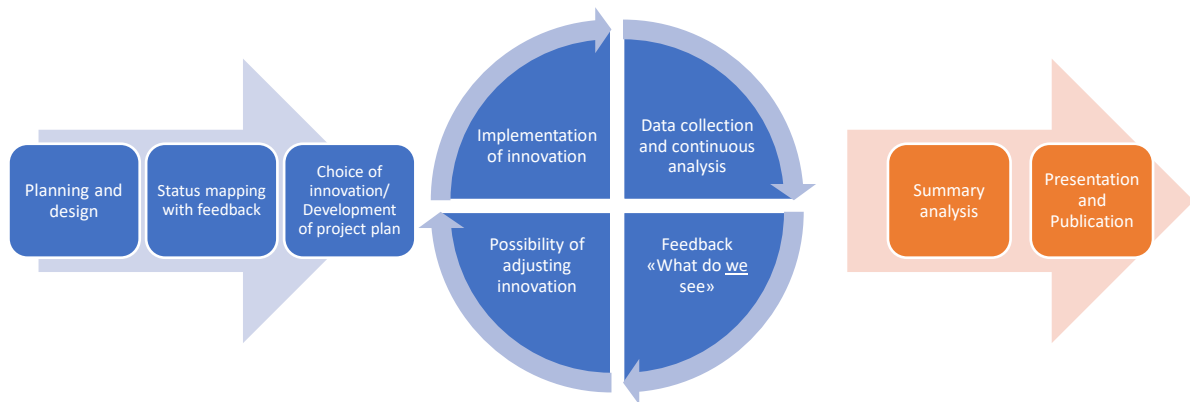 Planning and
design
Status mapping
with feedback
Choice of
innovation/
Development
of project plan
Implementation
of innovation
Data collection
and continuous
analysis
Possibility of
adjusting
innovation
Feedback
«What do we
see»
Summary
analysis
Presentation
and
Publication